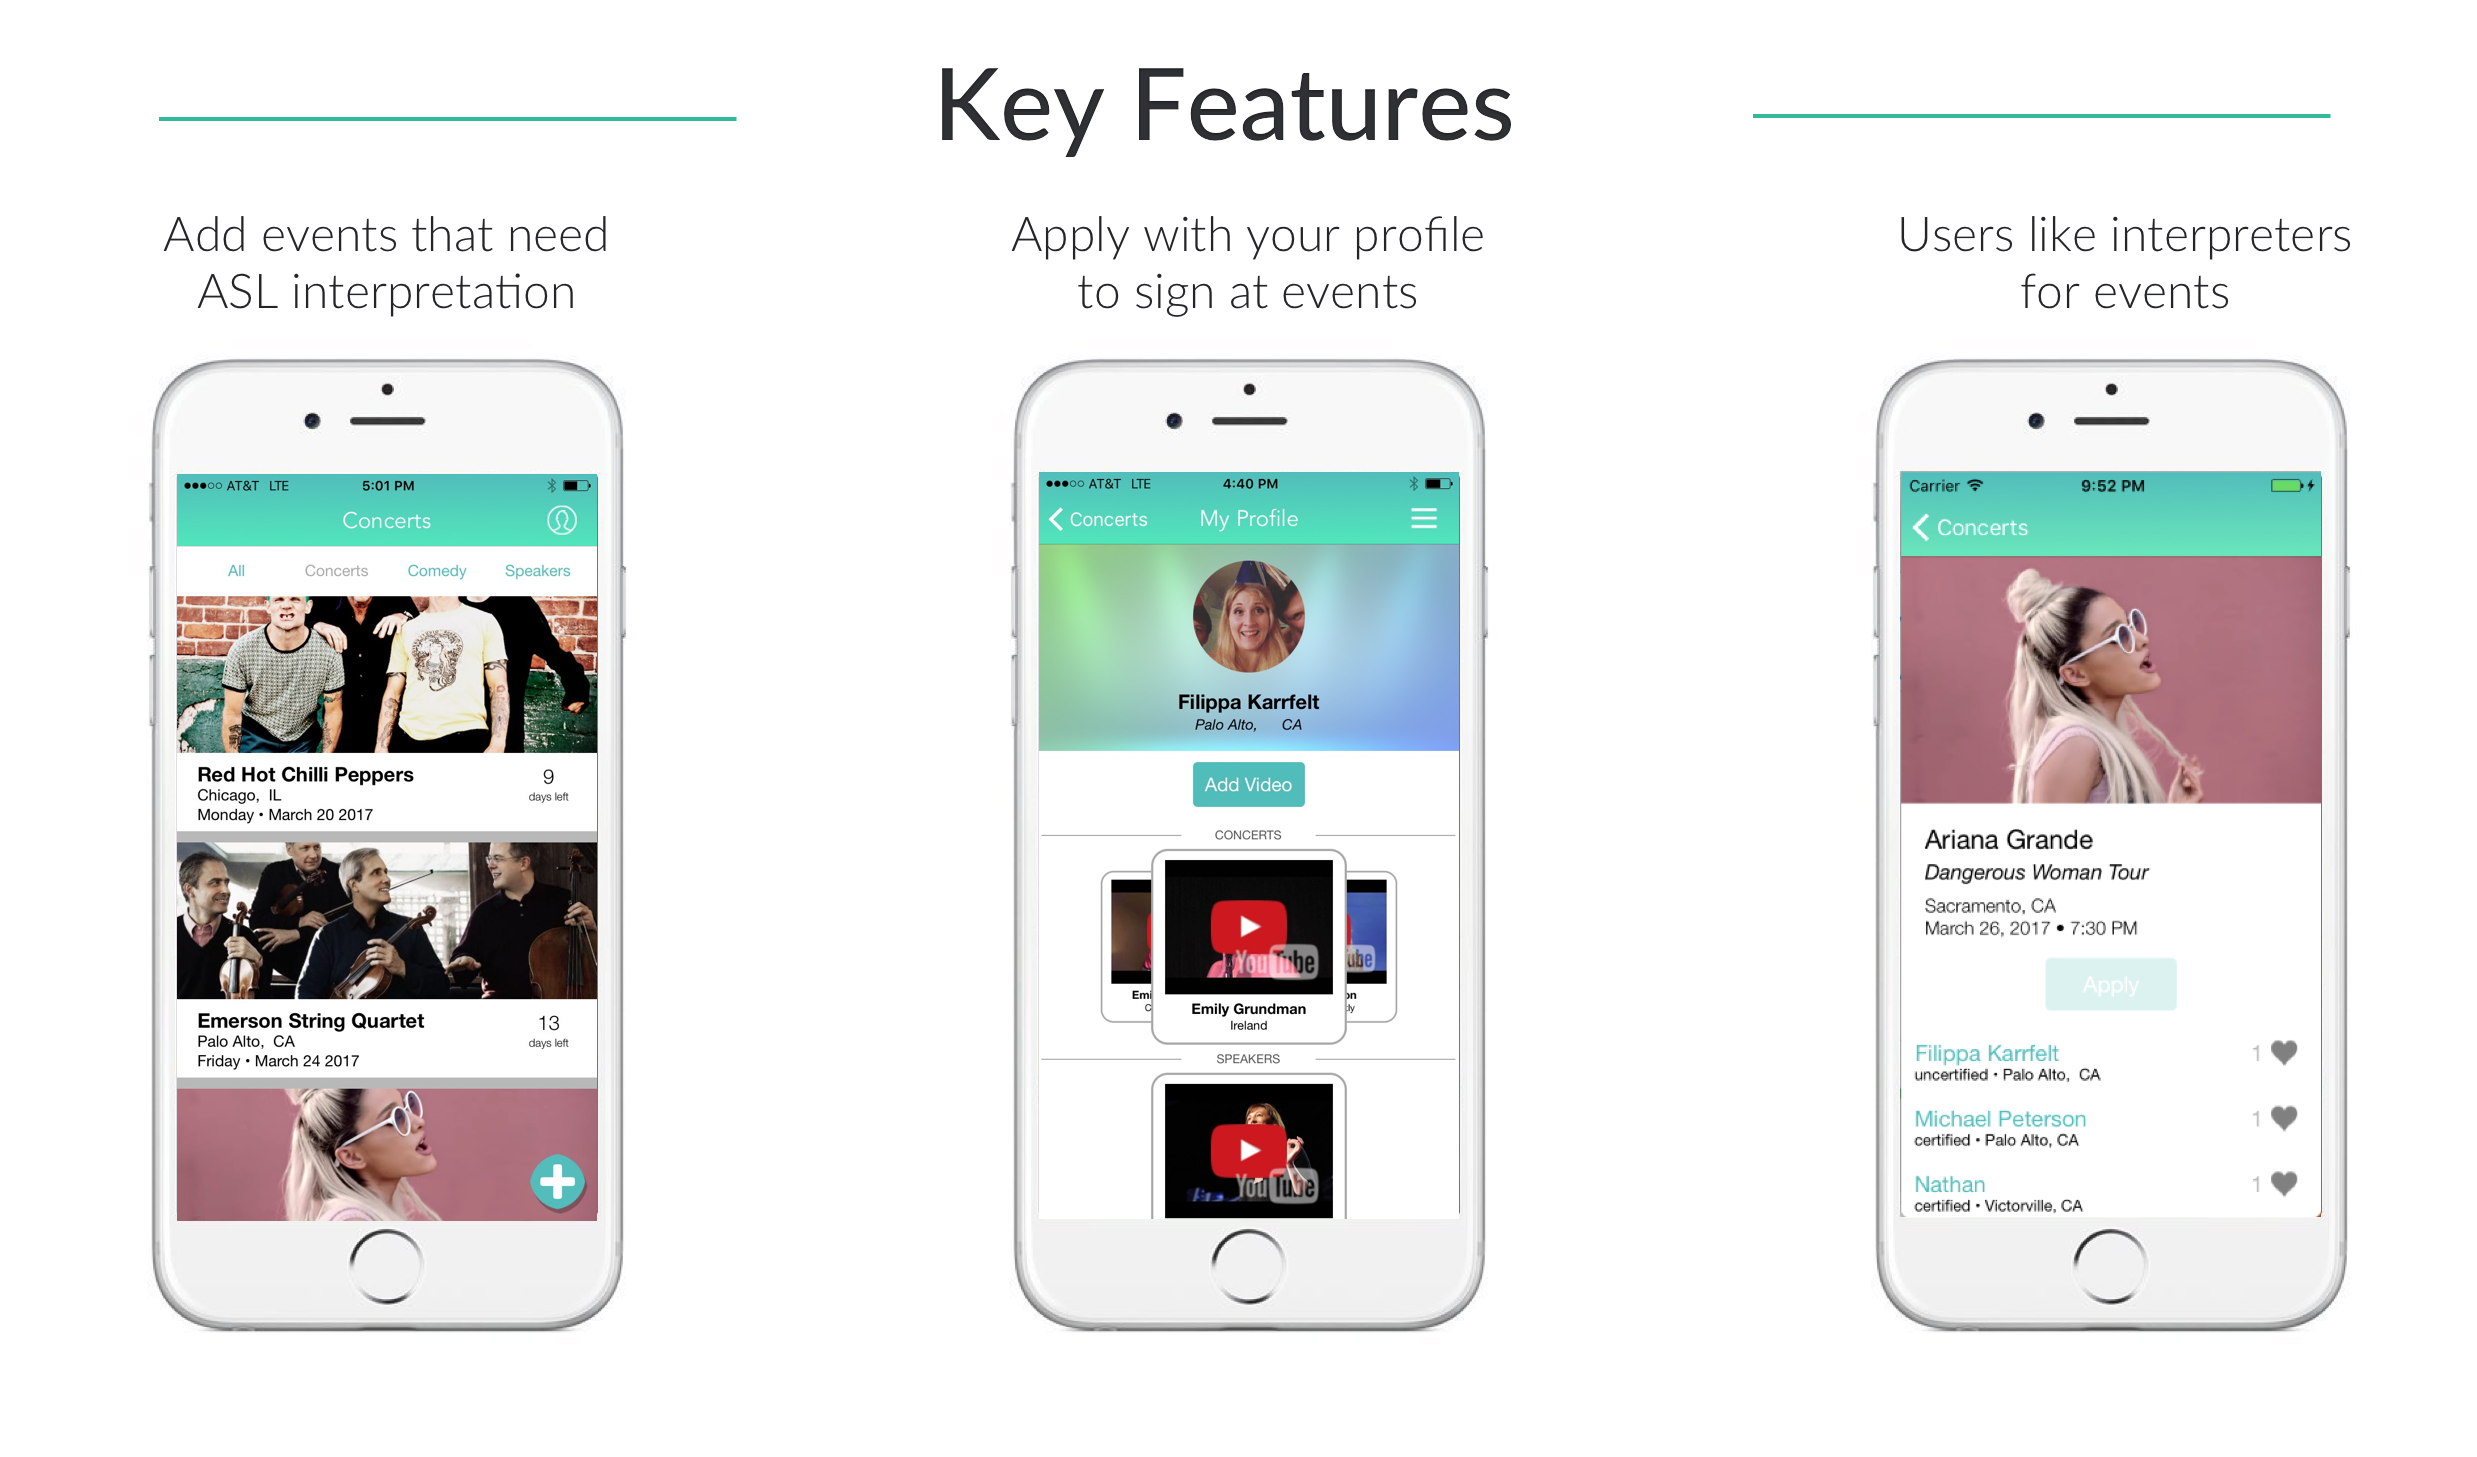 Key Features
Add events that need
ASL interpretation
AT&T LTE 5:01 PM
Concerts
All Concerts Comedy Speakers
Red Hot Chilli Peppers 9
Chicago, IL days left
Monday • March 20 2017
Emerson String Quartet 13
Palo Alto, CA days left
Friday • March 24 2017
Apply with your profile
to sign at events
AT&T LTE 4:40 PM
Concerts My Profile
Filippa Karrfelt
Palo Alto, CA
Add Video
CONCERTS
YouTube
Emily Grundman
Ireland
SPEAKERS
YouTube
Users like interpreters
for events
Carrier 9:52 PM
Concerts
Ariana Grande
Dangerous Woman Tour
Sacramento, CA
March 26, 2017 • 7:30 PM
Apply
Filippa Karrfelt 1
uncertified • Palo Alto, CA
Michael Peterson 1
certified • Palo Alto, CA
Nathan 1
certified • Victorville, CA